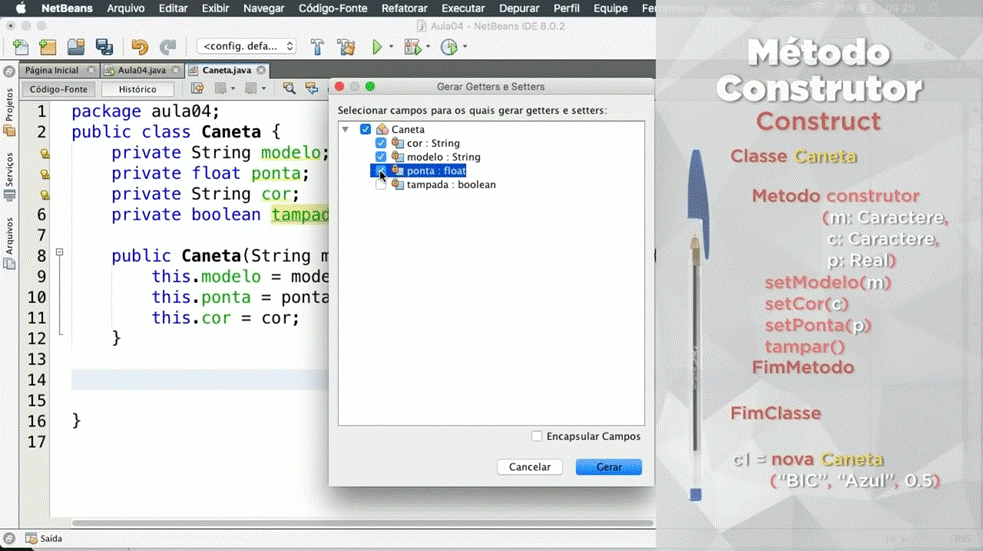 NetBeans Arquivo Editar Exibir Navegar Código-Fonte Refatorar Executar Depurar Perfil Equipe
Aula04 - NetBeans IDE 8.0.2
<config. defa...
Página Inicial Aula04.java Caneta.java
Código-Fonte Histórico
Projetos
Serviços
Arquivos
1 package aula04;
2 public class Caneta {
private String modelo;
private float ponta;
private String cor;
6 private boolean tampad
7
8 public Caneta(String m
9 this.modelo = mode
10 this.ponta = ponta
11 this.cor = cor;
12 }
13
14
15
16 }
17
Gerar Getters e Setters
Selecionar campos para os quais gerar getters e setters:
Caneta
cor : String
modelo : String
ponta : float
tampada : boolean
Encapsular Campos
Cancelar Gerar
Saída
Método
Construtor
Construct
Classe Caneta
Metodo construtor
(m: Caractere,
c: Caractere,
p: Real)
setModelo(m)
setCor(c)
setPonta(p)
tampar()
FimMetodo
FimClasse
c1 = nova Caneta
("BIC", "Azul", 0.5)
INS